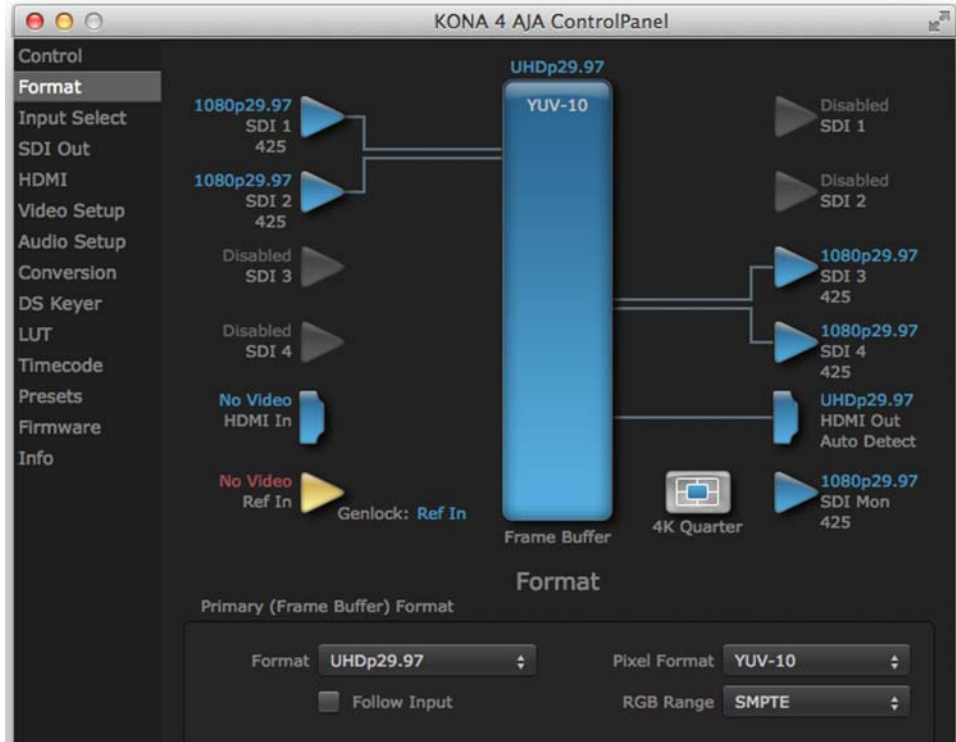 KONA 4 AJA ControlPanel
Control
Format
Input Select
SDI Out
HDMI
Video Setup
Audio Setup
Conversion
DS Keyer
LUT
Timecode
Presets
Firmware
Info
1080p29.97
SDI 1
425
1080p29.97
SDI 2
425
Disabled
SDI 3
Disabled
SDI 4
No Video
HDMI In
No Video
Ref In
Genlock: Ref In
UHDp29.97
YUV-10
Frame Buffer
Disabled
SDI 1
Disabled
SDI 2
1080p29.97
SDI 3
425
1080p29.97
SDI 4
425
UHDp29.97
HDMI Out
Auto Detect
4K Quarter
1080p29.97
SDI Mon
425
Format
Primary (Frame Buffer) Format
Format UHDp29.97
Pixel Format YUV-10
Follow Input
RGB Range SMPTE